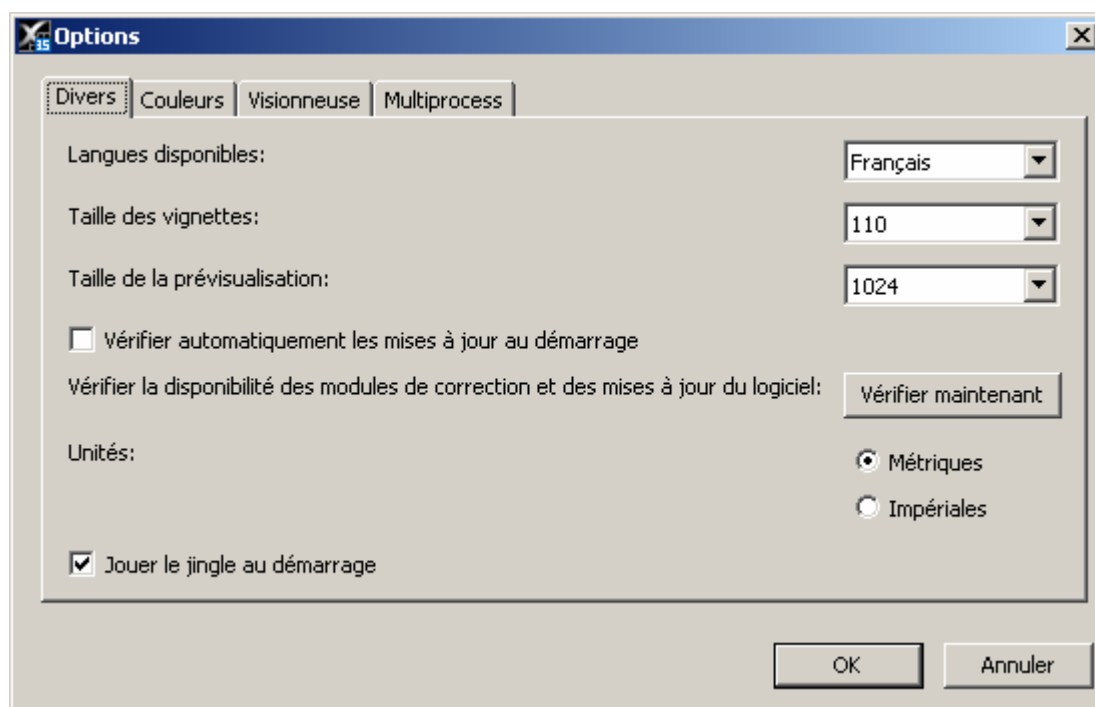 35 Options
Divers Couleurs Visionneuse Multiprocess
Langues disponibles: Français
Taille des vignettes: 110
Taille de la prévisualisation: 1024
Vérifier automatiquement les mises à jour au démarrage
Vérifier la disponibilité des modules de correction et des mises à jour du logiciel: Vérifier maintenant
Unités: Métriques
Impériales
Jouer le jingle au démarrage
OK Annuler